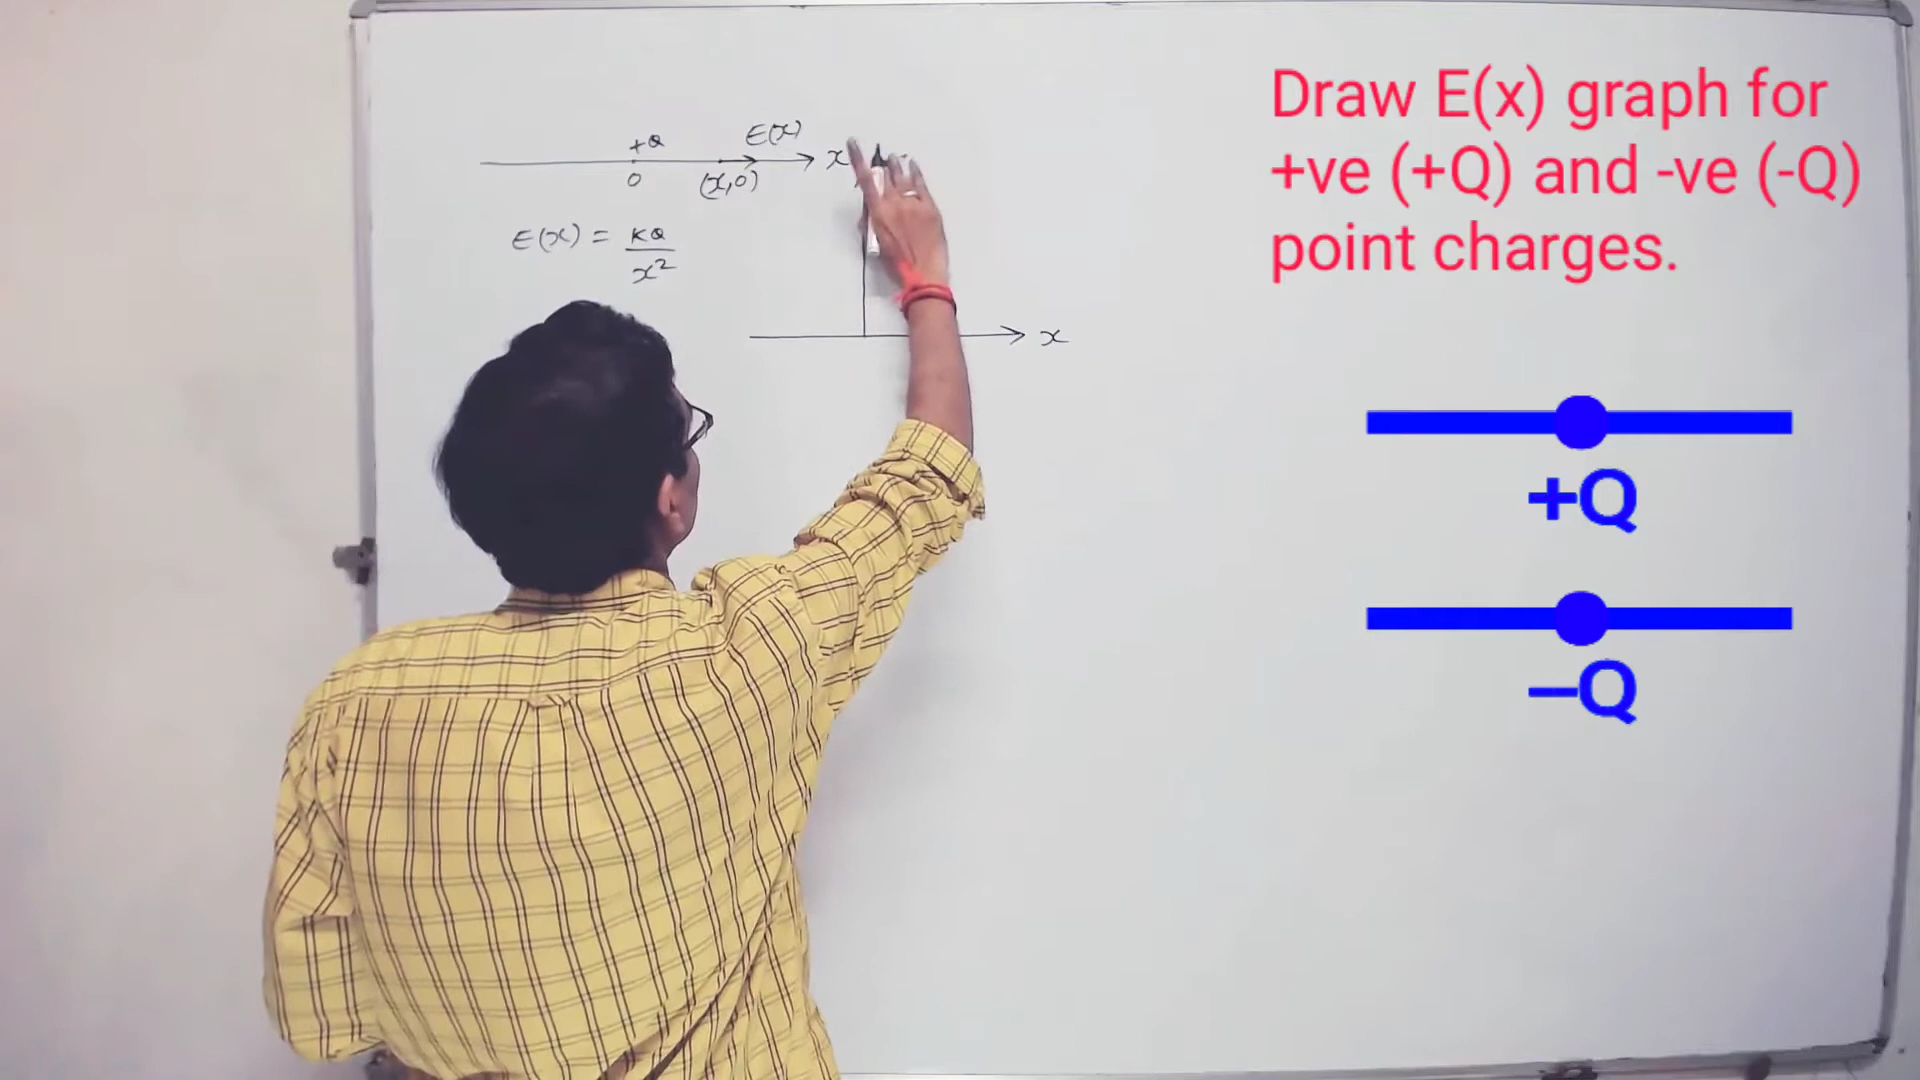 Draw E(x) graph for
+ve (+Q) and -ve (-Q)
point charges.
+Q
E(x)
x
0
(x,0)
E(x) = KQ
x²
x
+Q
–Q